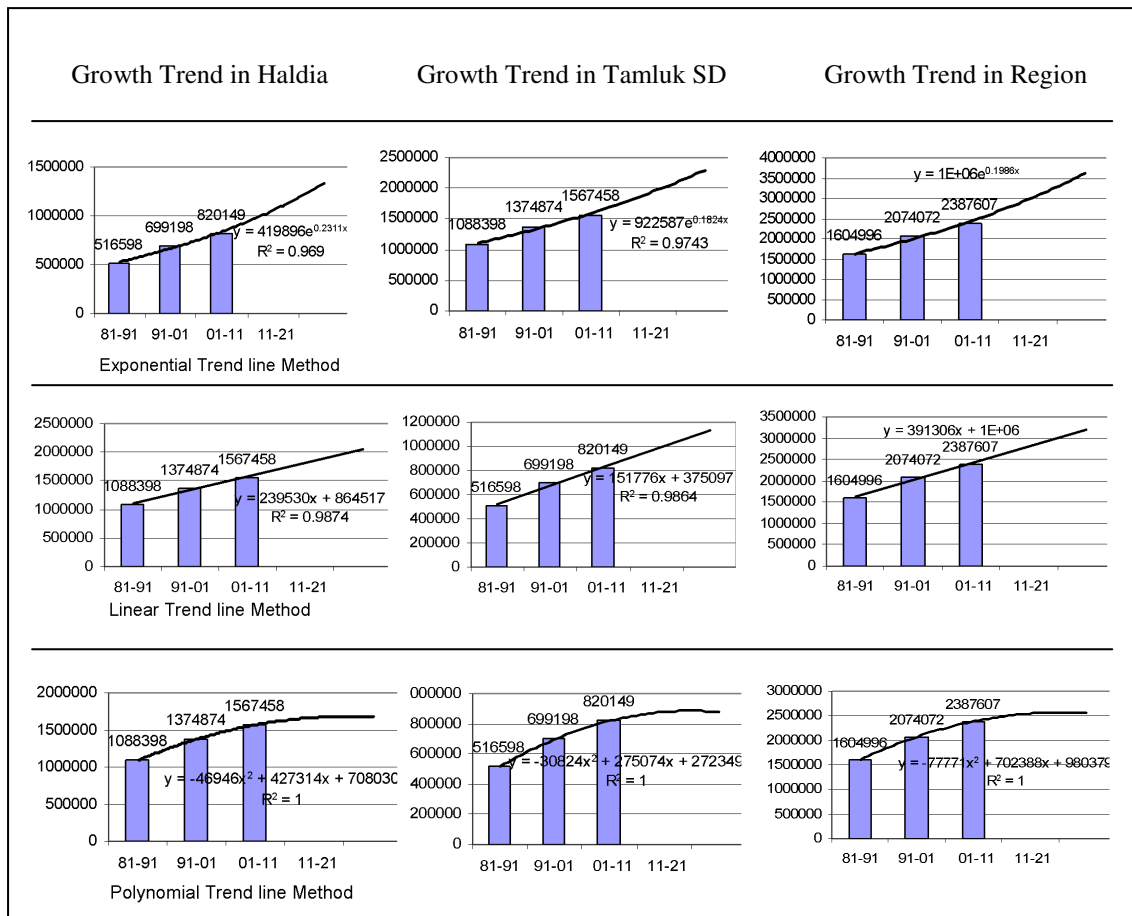 Growth Trend in Haldia
Growth Trend in Tamluk SD
Growth Trend in Region
1500000
1000000
500000
0
516598
699198
820149
y = 419896e^0.2311x
R² = 0.969
81-91 91-01 01-11 11-21
2500000
2000000
1500000
1000000
500000
0
1088398
1374874
1567458
y = 922587e^0.1824x
R² = 0.9743
81-91 91-01 01-11 11-21
4000000
3500000
3000000
2500000
2000000
1500000
1000000
500000
0
1604996
2074072
2387607
y = 1E+06e^0.1986x
81-91 91-01 01-11 11-21
Exponential Trend line Method
2500000
2000000
1500000
1000000
500000
0
1088398
1374874
1567458
y = 239530x + 864517
R² = 0.9874
81-91 91-01 01-11 11-21
1200000
1000000
800000
600000
400000
200000
0
516598
699198
820149
y = 151776x + 375097
R² = 0.9864
81-91 91-01 01-11 11-21
3500000
3000000
2500000
2000000
1500000
1000000
500000
0
1604996
2074072
2387607
y = 391306x + 1E+06
81-91 91-01 01-11 11-21
Linear Trend line Method
2000000
1500000
1000000
500000
0
1088398
1374874
1567458
y = -46946x² + 427314x + 708030
R² = 1
81-91 91-01 01-11 11-21
000000
800000
600000
400000
200000
0
516598
699198
820149
y = -30824x² + 275074x + 272349
R² = 1
81-91 91-01 01-11 11-21
3000000
2500000
2000000
1500000
1000000
500000
0
1604996
2074072
2387607
y = -77771x² + 702388x + 980379
R² = 1
81-91 91-01 01-11 11-21
Polynomial Trend line Method